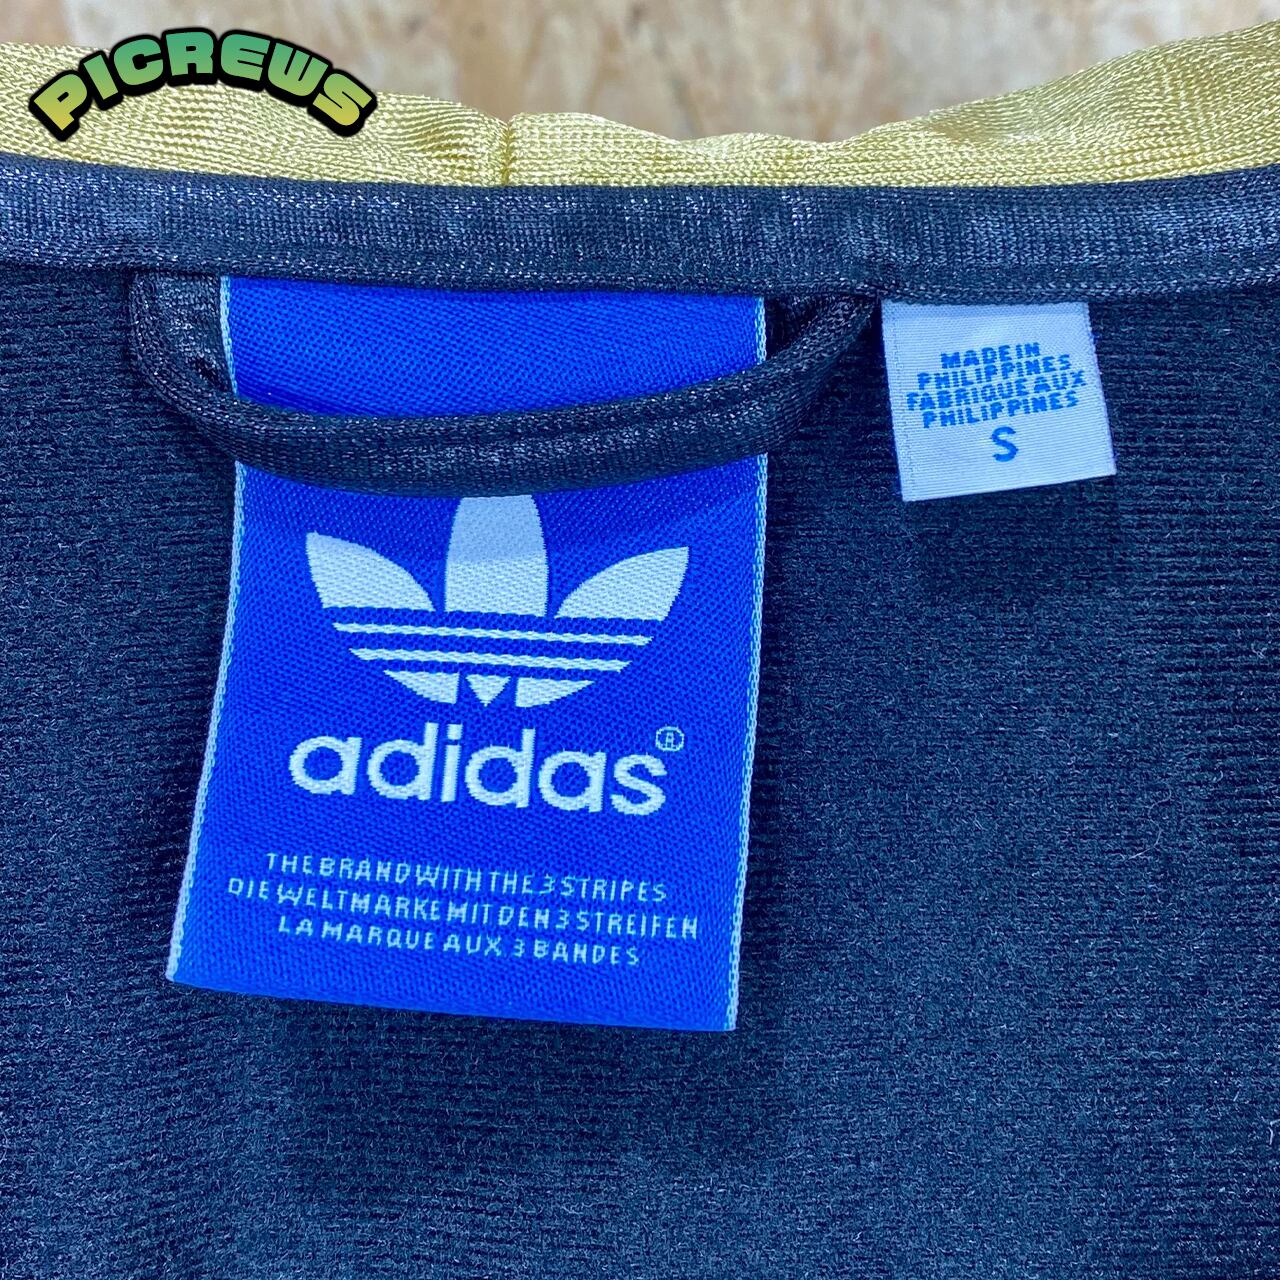 PICREWS
MADE IN
PHILIPPINES
FABRIQUE AUX
PHILIPPINES
S
adidas®
THE BRAND WITH THE 3 STRIPES
DIE WELTMARKE MIT DEN 3 STREIFEN
LA MARQUE AUX 3 BANDES